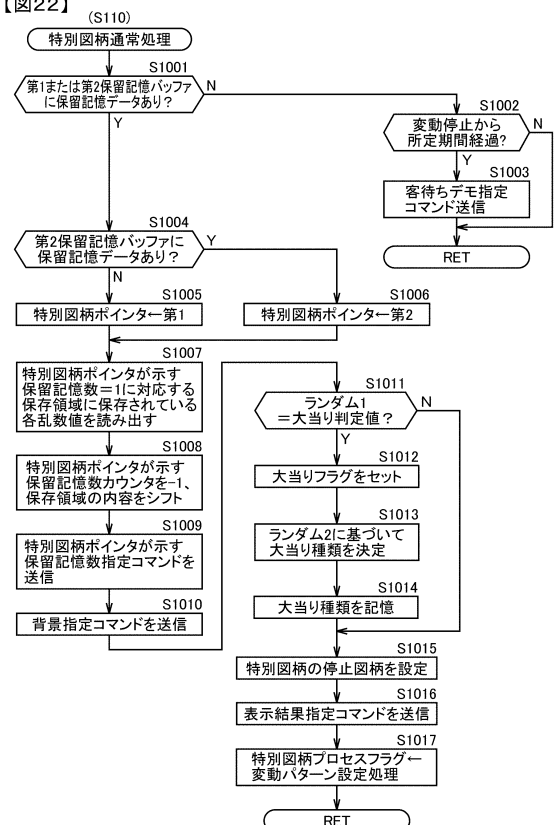 【図22】
(S110)
特別図柄通常処理
S1001
第1または第2保留記憶バッファ
に保留記憶データあり？
N
Y
S1002
変動停止から
所定期間経過?
N
Y
S1003
客待ちデモ指定
コマンド送信
RET
S1004
第2保留記憶バッファに
保留記憶データあり？
Y
N
S1005
特別図柄ポインタ←第1
S1006
特別図柄ポインタ←第2
S1007
特別図柄ポインタが示す
保留記憶数＝1に対応する
保存領域に保存されている
各乱数値を読み出す
S1008
特別図柄ポインタが示す
保留記憶数カウンタを-1、
保存領域の内容をシフト
S1009
特別図柄ポインタが示す
保留記憶数指定コマンドを
送信
S1010
背景指定コマンドを送信
S1011
ランダム1
＝大当り判定値？
N
Y
S1012
大当りフラグをセット
S1013
ランダム2に基づいて
大当り種類を決定
S1014
大当り種類を記憶
S1015
特別図柄の停止図柄を設定
S1016
表示結果指定コマンドを送信
S1017
特別図柄プロセスフラグ←
変動パターン設定処理
RET